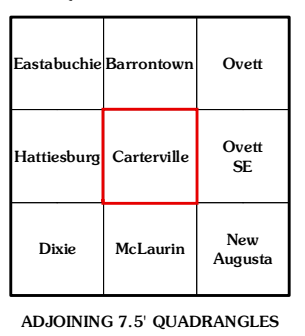 Eastabuchie Barrontown Ovett
Hattiesburg Carterville Ovett SE
Dixie McLaurin New Augusta
ADJOINING 7.5' QUADRANGLES